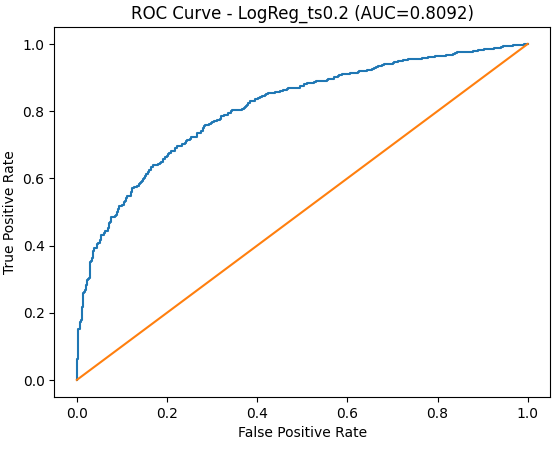 ROC Curve - LogReg_ts0.2 (AUC=0.8092)
True Positive Rate
1.0
0.8
0.6
0.4
0.2
0.0
0.0 0.2 0.4 0.6 0.8 1.0
False Positive Rate